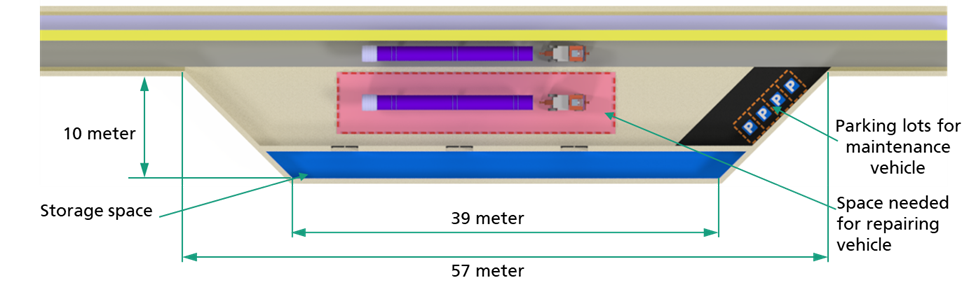 10 meter
P P P P
Parking lots for
maintenance
vehicle
Storage space
Space needed
for repairing
vehicle
39 meter
57 meter